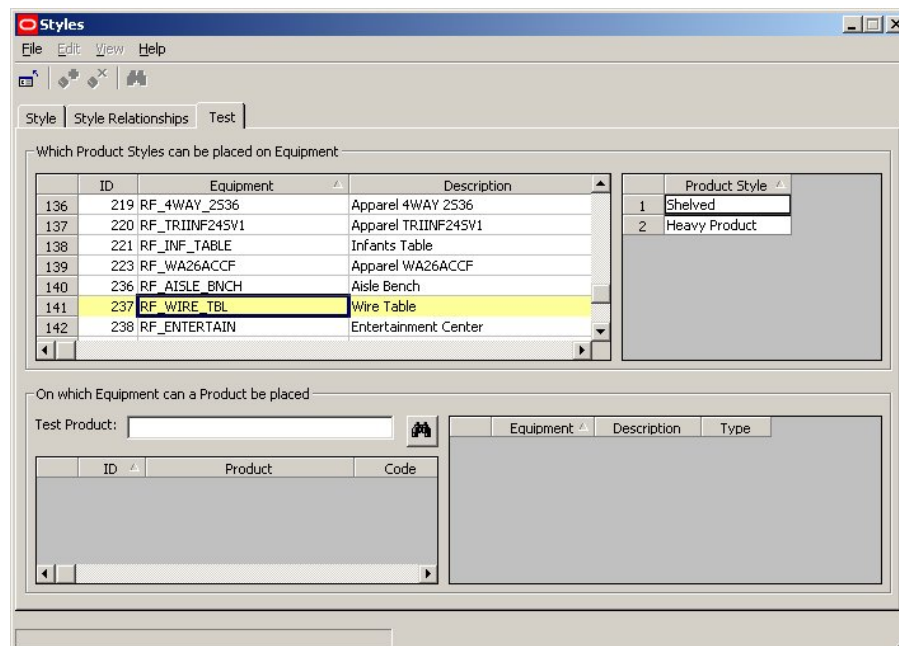 Styles
File Edit View Help
Style Style Relationships Test
Which Product Styles can be placed on Equipment
ID Equipment Description
136 219 RF_4WAY_2536 Apparel 4WAY 2536
137 220 RF_TRIINF24SV1 Apparel TRIINF24SV1
138 221 RF_INF_TABLE Infants Table
139 223 RF_WA26ACCF Apparel WA26ACCF
140 236 RF_AISLE_BNCH Aisle Bench
141 237 RF_WIRE_TBL Wire Table
142 238 RF_ENTERTAIN Entertainment Center
Product Style
1 Shelved
2 Heavy Product
On which Equipment can a Product be placed
Test Product:
ID Product Code
Equipment Description Type